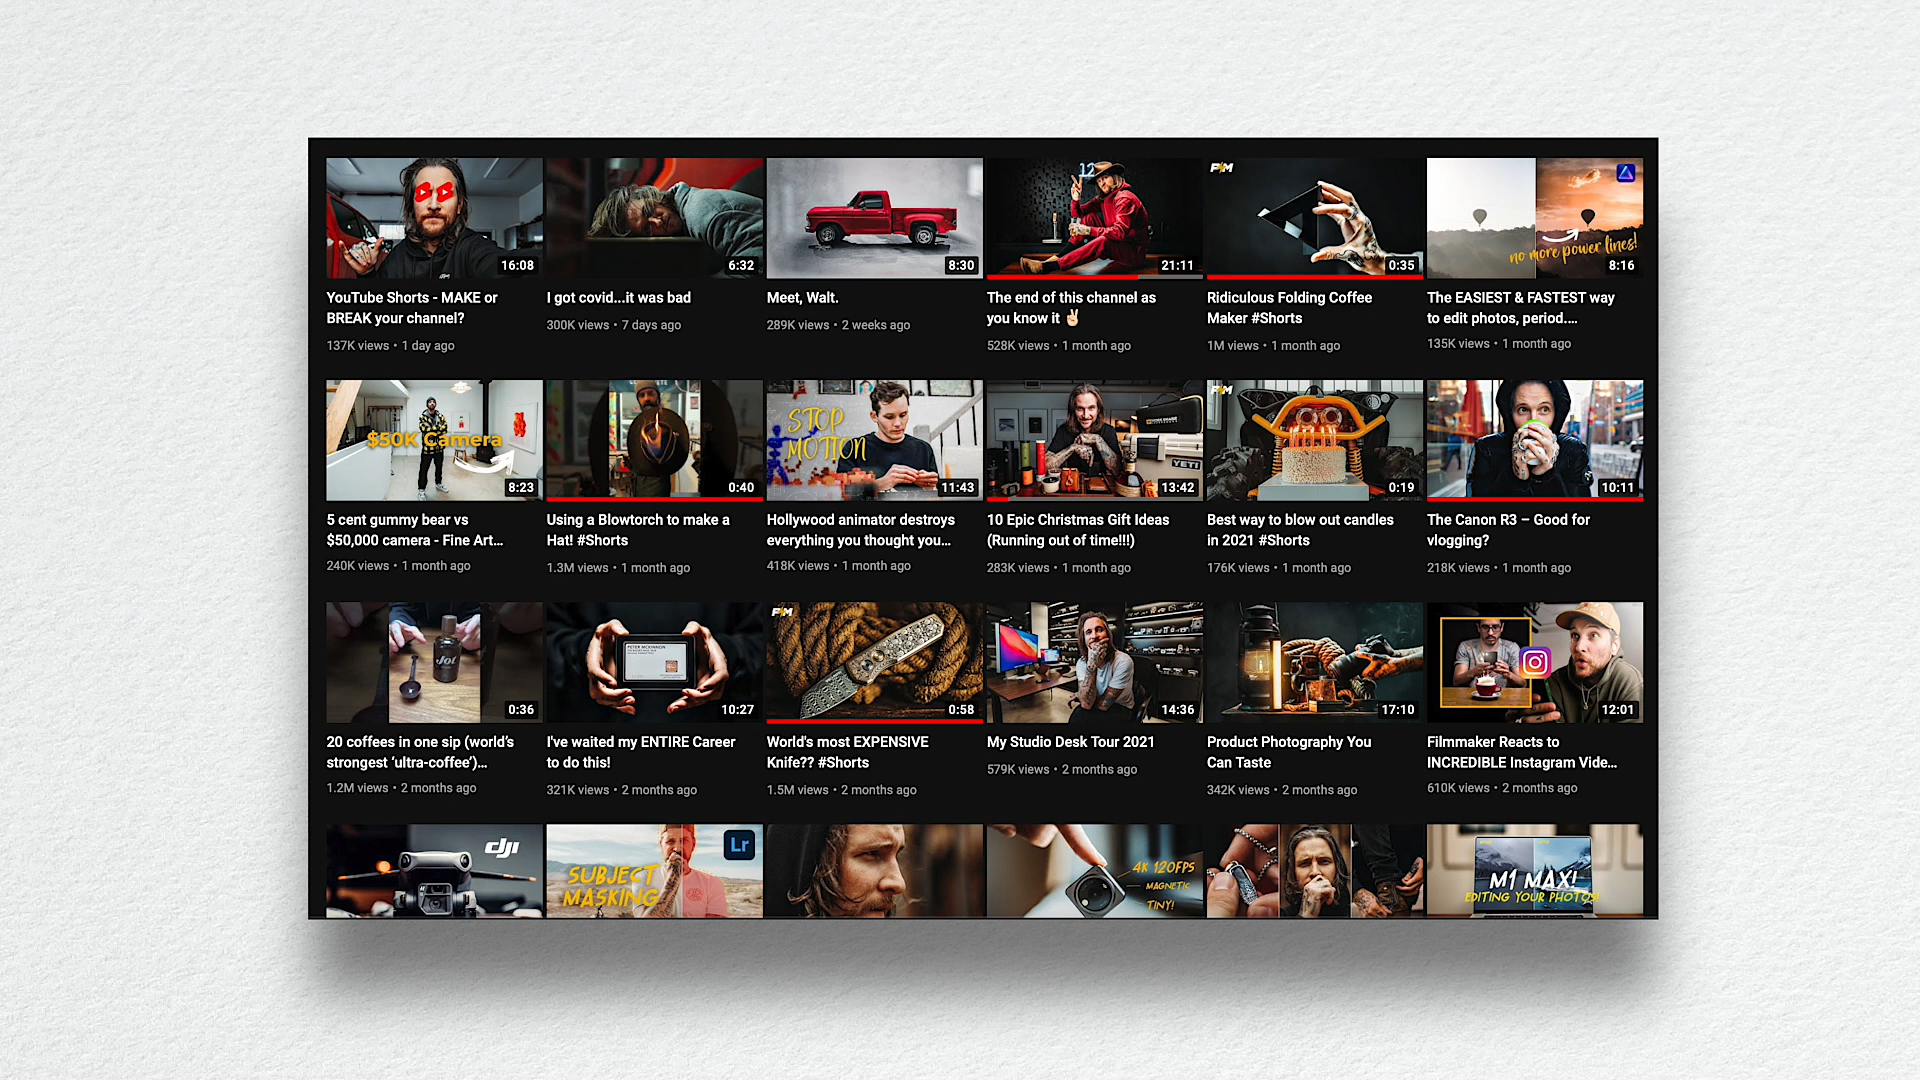 16:08
6:32
8:30
12
21:11
P/M
0:35
no more power lines!
8:16
YouTube Shorts - MAKE or
BREAK your channel?
137K views • 1 day ago
I got covid...it was bad
300K views • 7 days ago
Meet, Walt.
289K views • 2 weeks ago
The end of this channel as
you know it ✌🏻
528K views • 1 month ago
Ridiculous Folding Coffee
Maker #Shorts
1M views • 1 month ago
The EASIEST & FASTEST way
to edit photos, period....
135K views • 1 month ago
$50K Camera
8:23
0:40
STOP
MOTION
11:43
YETI
13:42
P/M
0:19
10:11
5 cent gummy bear vs
$50,000 camera - Fine Art...
240K views • 1 month ago
Using a Blowtorch to make a
Hat! #Shorts
1.3M views • 1 month ago
Hollywood animator destroys
everything you thought you...
418K views • 1 month ago
10 Epic Christmas Gift Ideas
(Running out of time!!!)
283K views • 1 month ago
Best way to blow out candles
in 2021 #Shorts
176K views • 1 month ago
The Canon R3 – Good for
vlogging?
218K views • 1 month ago
Jot
0:36
PETER MCKINNON
10:27
P/M
0:58
14:36
17:10
12:01
20 coffees in one sip (world’s
strongest ‘ultra-coffee’)...
1.2M views • 2 months ago
I've waited my ENTIRE Career
to do this!
321K views • 2 months ago
World's most EXPENSIVE
Knife?? #Shorts
1.5M views • 2 months ago
My Studio Desk Tour 2021
579K views • 2 months ago
Product Photography You
Can Taste
342K views • 2 months ago
Filmmaker Reacts to
INCREDIBLE Instagram Vide...
610K views • 2 months ago
dji
SUBJECT
MASKING
Lr
4K 120FPS
MAGNETIC
TINY!
M1 MAX!
EDITING YOUR PHOTOS!